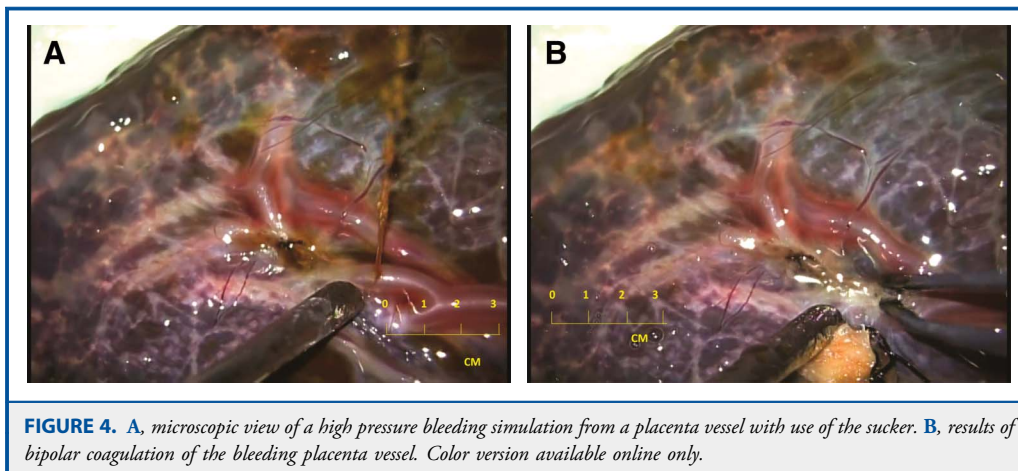 A
B
0 1 2 3
CM
0 1 2 3
CM
FIGURE 4. A, microscopic view of a high pressure bleeding simulation from a placenta vessel with use of the sucker. B, results of
bipolar coagulation of the bleeding placenta vessel. Color version available online only.